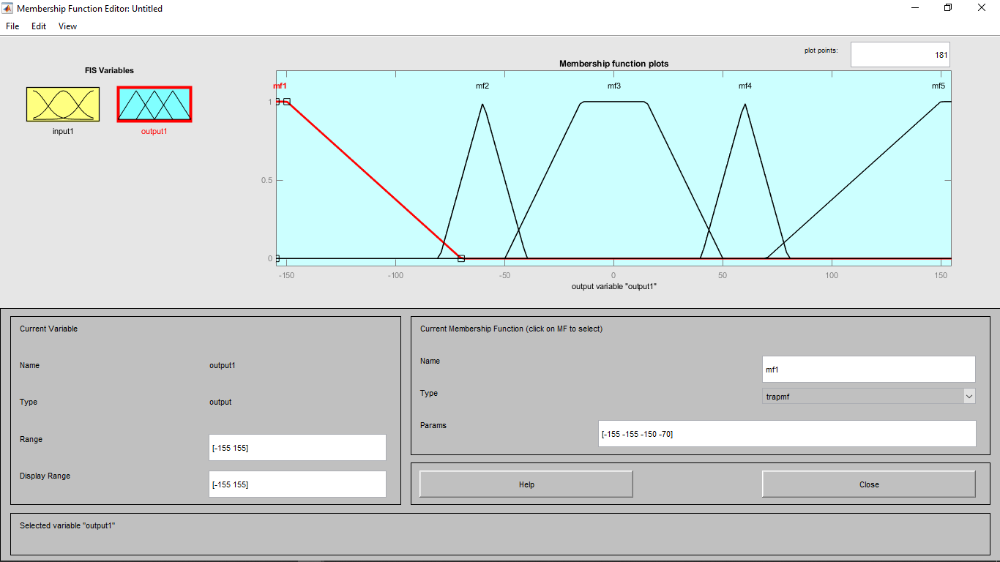 Membership Function Editor: Untitled
File Edit View
plot points: 181
FIS Variables
Membership function plots
input1 output1
mf1 mf2 mf3 mf4 mf5
1
0.5
0
-150 -100 -50 0 50 100 150
output variable "output1"
Current Variable
Name output1
Type output
Range [-155 155]
Display Range [-155 155]
Current Membership Function (click on MF to select)
Name mf1
Type trapmf
Params [-155 -155 -150 -70]
Help Close
Selected variable "output1"